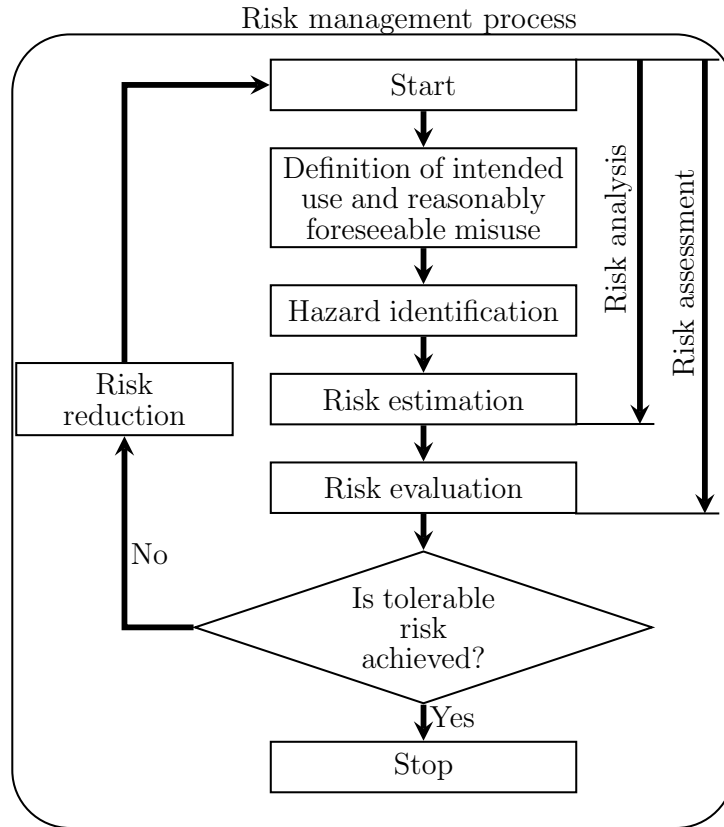 Risk management process
Start
Definition of intended
use and reasonably
foreseeable misuse
Hazard identification
Risk estimation
Risk evaluation
Is tolerable
risk
achieved?
Yes
Stop
No
Risk
reduction
Risk analysis
Risk assessment